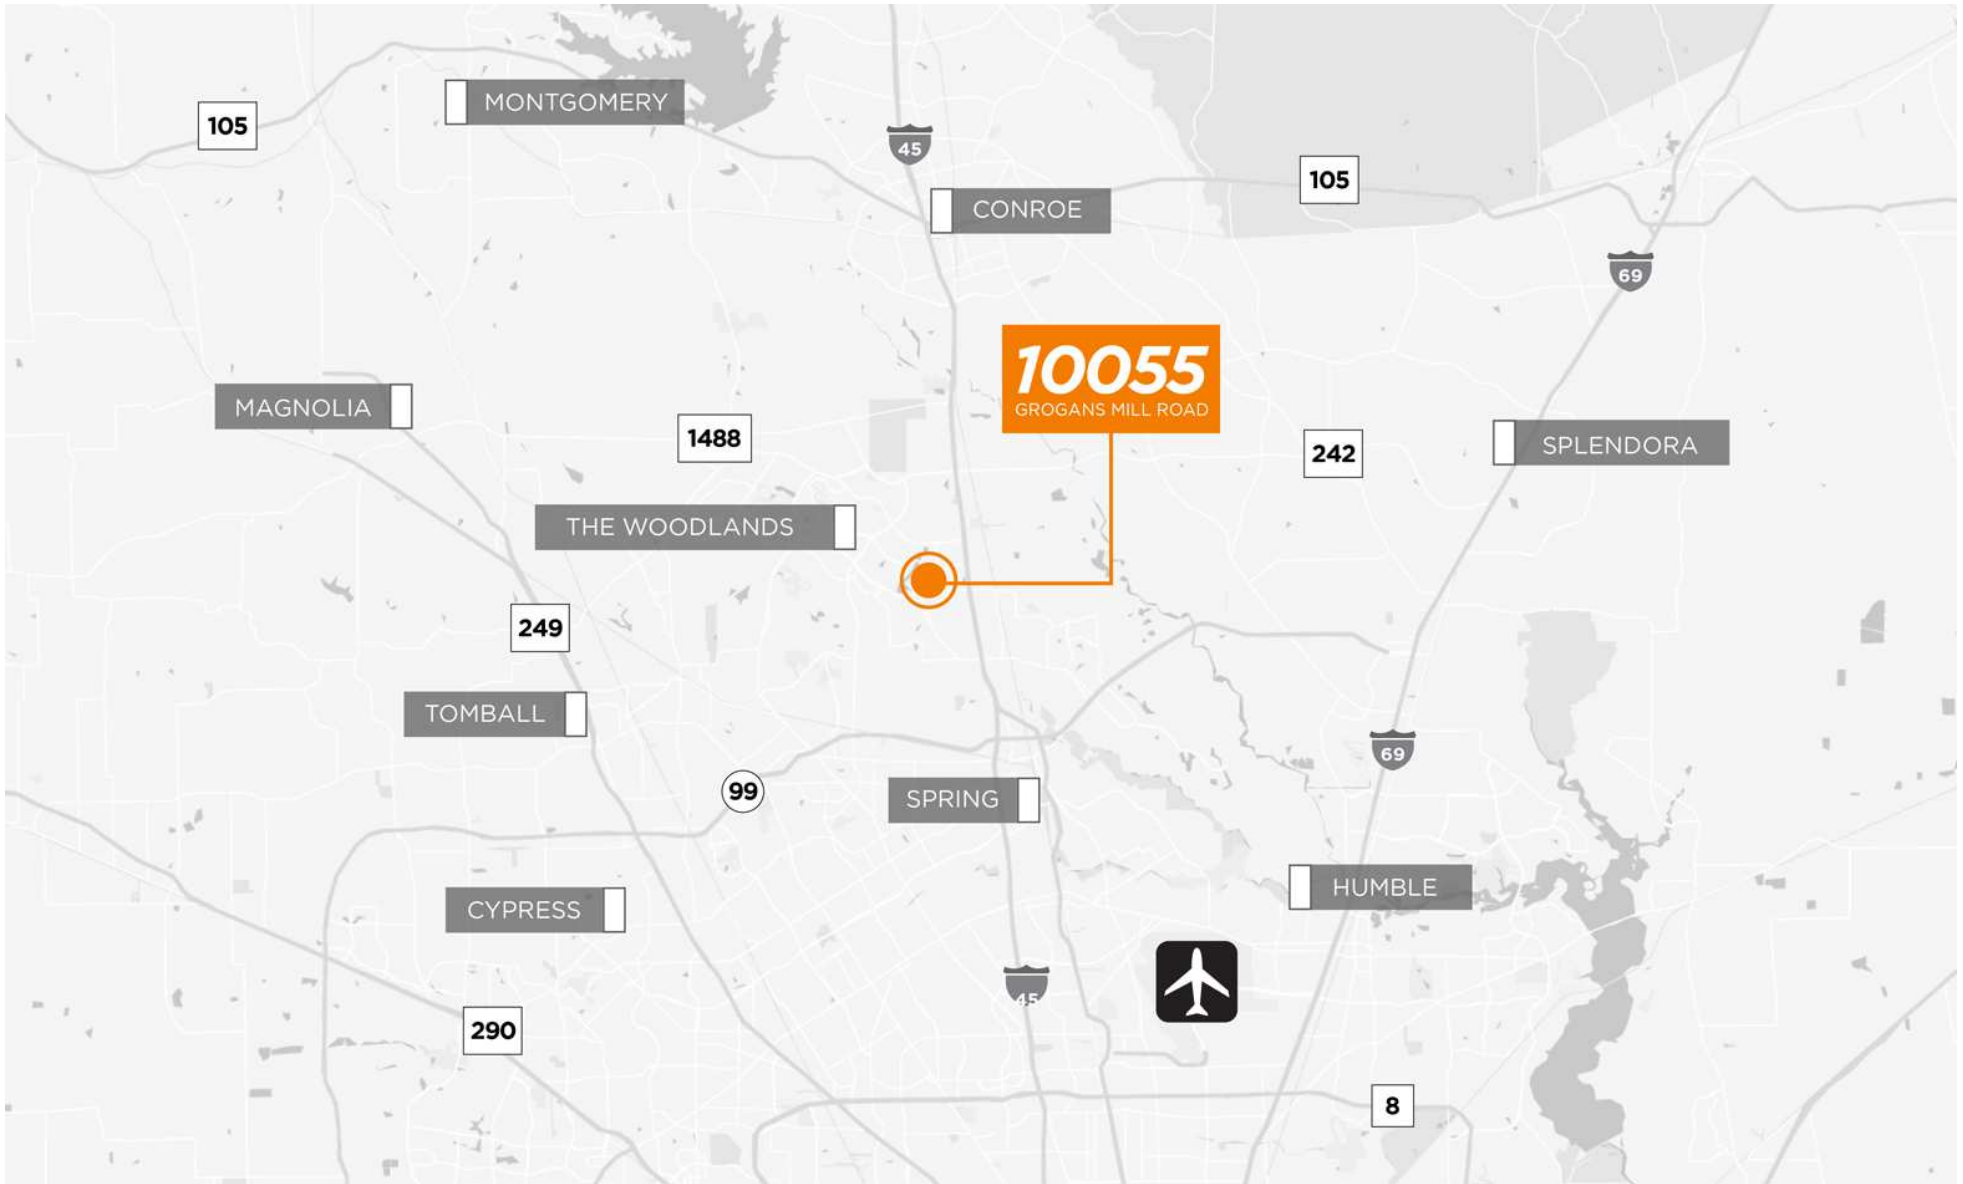 MONTGOMERY
105
45
CONROE
105
69
10055
GROGANS MILL ROAD
MAGNOLIA
1488
242
SPLENDORA
THE WOODLANDS
249
TOMBALL
69
99
SPRING
HUMBLE
CYPRESS
45
290
8